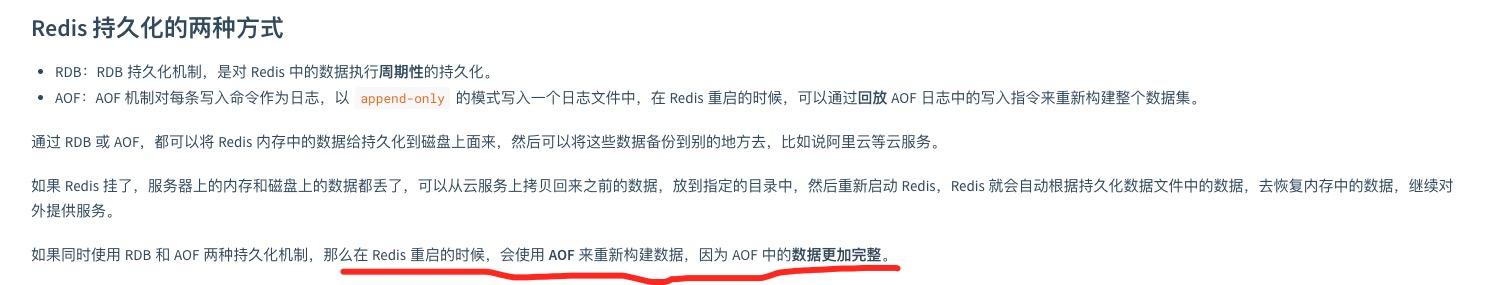 Redis 持久化的两种方式
• RDB：RDB 持久化机制，是对 Redis 中的数据执行周期性的持久化。
• AOF：AOF 机制对每条写入命令作为日志，以 append-only 的模式写入一个日志文件中，在 Redis 重启的时候，可以通过回放 AOF 日志中的写入指令来重新构建整个数据集。
通过 RDB 或 AOF，都可以将 Redis 内存中的数据给持久化到磁盘上面来，然后可以将这些数据备份到别的地方去，比如说阿里云等云服务。
如果 Redis 挂了，服务器上的内存和磁盘上的数据都丢了，可以从云服务上拷贝回来之前的数据，放到指定的目录中，然后重新启动 Redis，Redis 就会自动根据持久化数据文件中的数据，去恢复内存中的数据，继续对
外提供服务。
如果同时使用 RDB 和 AOF 两种持久化机制，那么在 Redis 重启的时候，会使用 AOF 来重新构建数据，因为 AOF 中的数据更加完整。